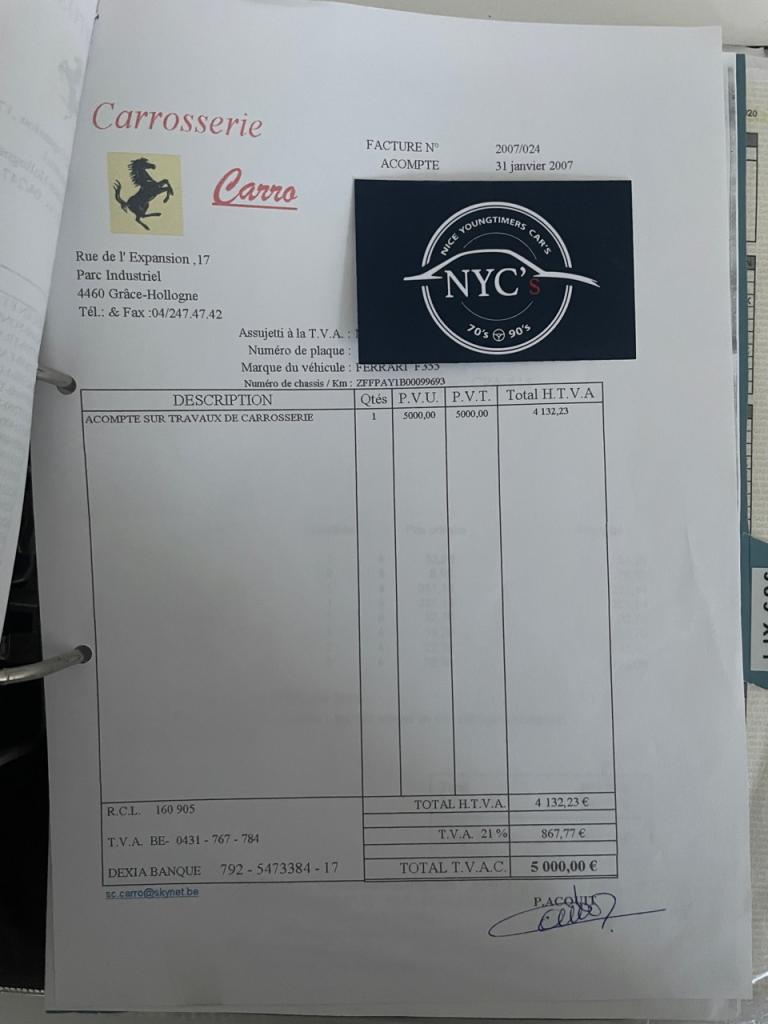 Carrosserie
Carro
FACTURE N° 2007/024
ACOMPTE 31 janvier 2007
NICE YOUNGTIMERS CAR'S
NYC's
70's 90's
Rue de l' Expansion ,17
Parc Industriel
4460 Grâce-Hollogne
Tél.: & Fax :04/247.47.42
Assujetti à la T.V.A. :
Numéro de plaque :
Marque du véhicule : FERRARI F355
Numéro de chassis / Km : ZFFPAY1B00099693
DESCRIPTION Qtés P.V.U. P.V.T. Total H.T.V.A
ACOMPTE SUR TRAVAUX DE CARROSSERIE 1 5000,00 5000,00 4 132,23
R.C.L. 160 905 TOTAL H.T.V.A. 4 132,23 €
T.V.A. BE- 0431 - 767 - 784 T.V.A. 21 % 867,77 €
DEXIA BANQUE 792 - 5473384 - 17 TOTAL T.V.A.C. 5 000,00 €
sc.carro@skynet.be
P.ACQUIT